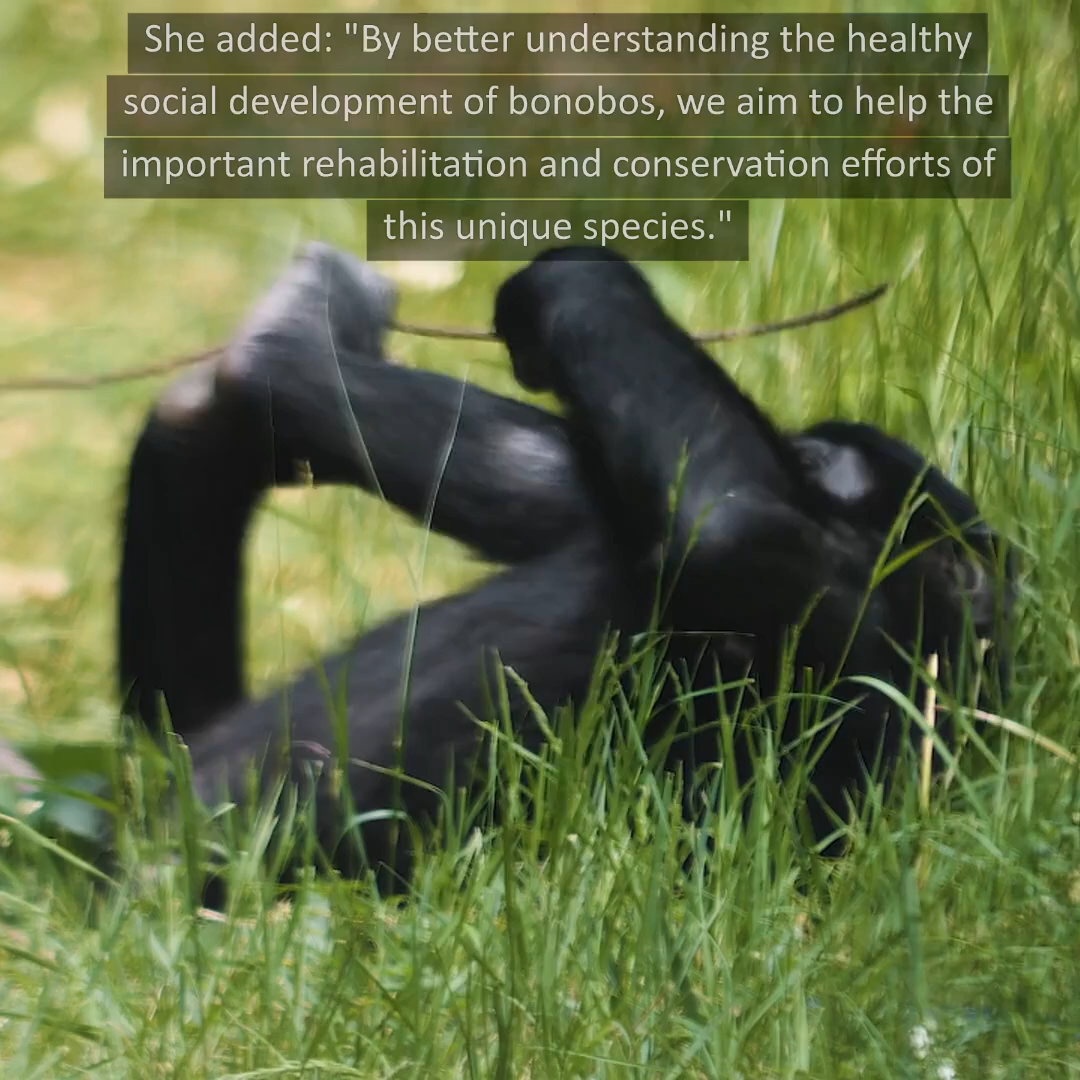 She added: "By better understanding the healthy
social development of bonobos, we aim to help the
important rehabilitation and conservation efforts of
this unique species."